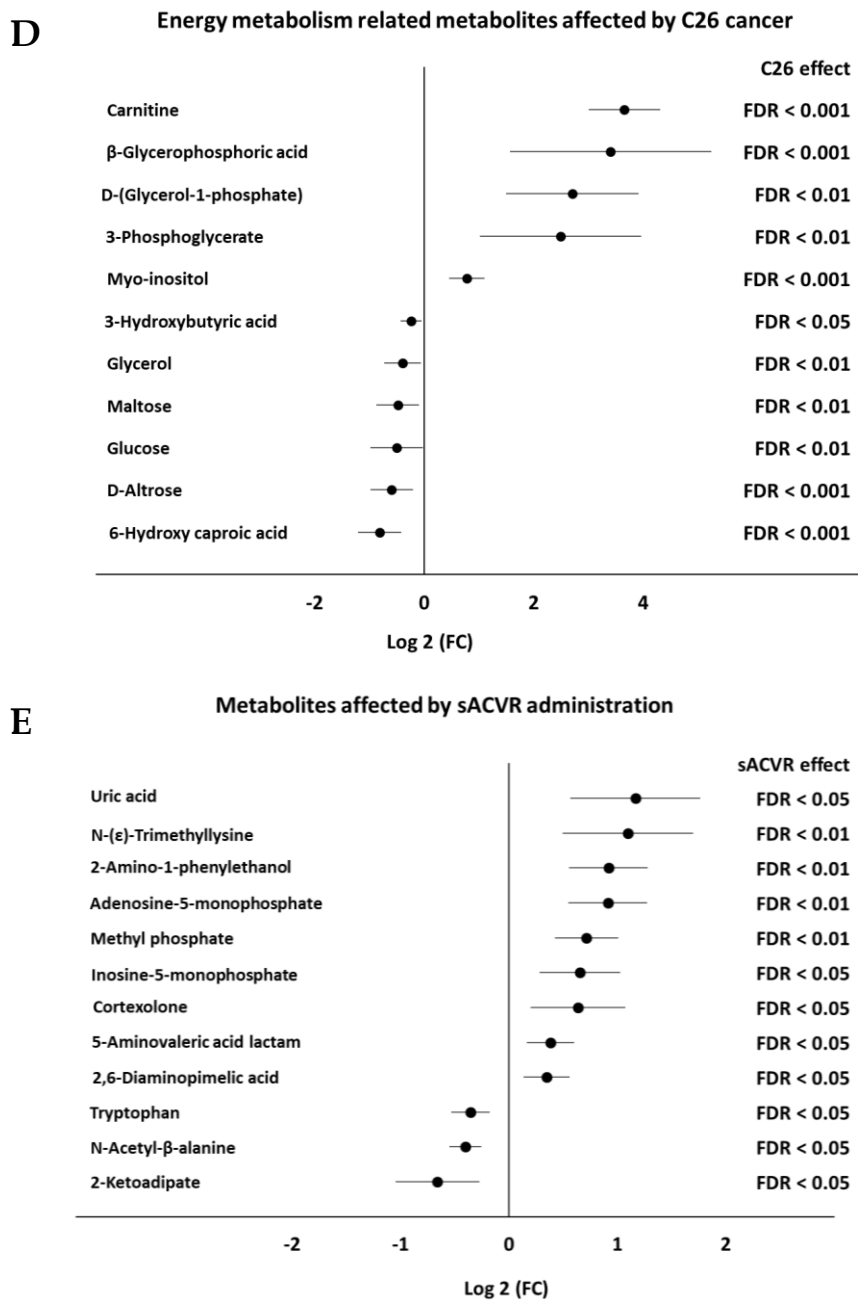 D
Energy metabolism related metabolites affected by C26 cancer
C26 effect
Carnitine FDR < 0.001
β-Glycerophosphoric acid FDR < 0.001
D-(Glycerol-1-phosphate) FDR < 0.01
3-Phosphoglycerate FDR < 0.01
Myo-inositol FDR < 0.001
3-Hydroxybutyric acid FDR < 0.05
Glycerol FDR < 0.01
Maltose FDR < 0.01
Glucose FDR < 0.01
D-Altrose FDR < 0.001
6-Hydroxy caproic acid FDR < 0.001
-2 0 2 4
Log 2 (FC)
E
Metabolites affected by sACVR administration
sACVR effect
Uric acid FDR < 0.05
N-(ε)-Trimethyllysine FDR < 0.01
2-Amino-1-phenylethanol FDR < 0.01
Adenosine-5-monophosphate FDR < 0.01
Methyl phosphate FDR < 0.01
Inosine-5-monophosphate FDR < 0.05
Cortexolone FDR < 0.05
5-Aminovaleric acid lactam FDR < 0.05
2,6-Diaminopimelic acid FDR < 0.05
Tryptophan FDR < 0.05
N-Acetyl-β-alanine FDR < 0.05
2-Ketoadipate FDR < 0.05
-2 -1 0 1 2
Log 2 (FC)